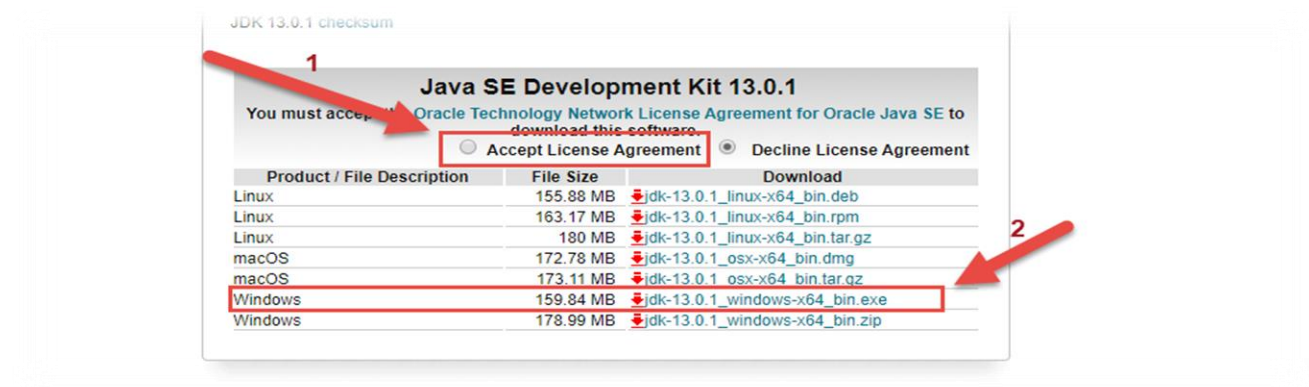 JDK 13.0.1 checksum
1
Java SE Development Kit 13.0.1
You must accept Oracle Technology Network License Agreement for Oracle Java SE to
download this software.
Accept License Agreement Decline License Agreement
Product / File Description File Size Download
Linux 155.88 MB jdk-13.0.1_linux-x64_bin.deb
Linux 163.17 MB jdk-13.0.1_linux-x64_bin.rpm
Linux 180 MB jdk-13.0.1_linux-x64_bin.tar.gz
2
macOS 172.78 MB jdk-13.0.1_osx-x64_bin.dmg
macOS 173.11 MB jdk-13.0.1_osx-x64_bin.tar.gz
Windows 159.84 MB jdk-13.0.1_windows-x64_bin.exe
Windows 178.99 MB jdk-13.0.1_windows-x64_bin.zip